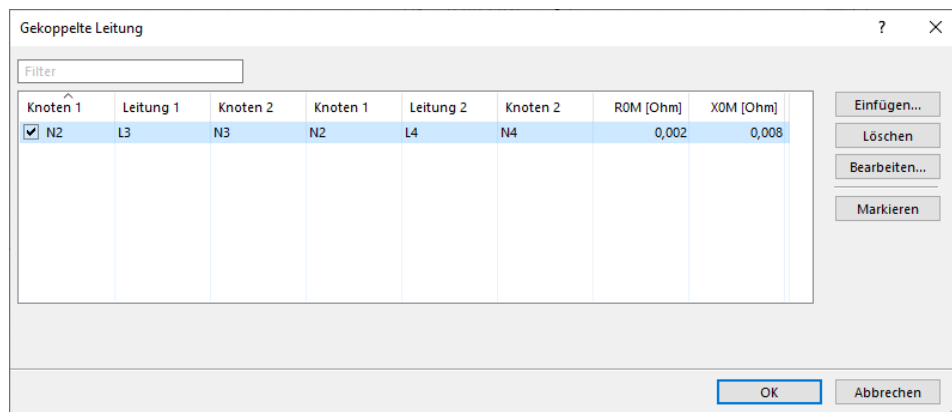 Gekoppelte Leitung ?
Filter
Knoten 1 Leitung 1 Knoten 2 Knoten 1 Leitung 2 Knoten 2 R0M [Ohm] X0M [Ohm]
N2 L3 N3 N2 L4 N4 0,002 0,008
Einfügen...
Löschen
Bearbeiten...
Markieren
OK Abbrechen